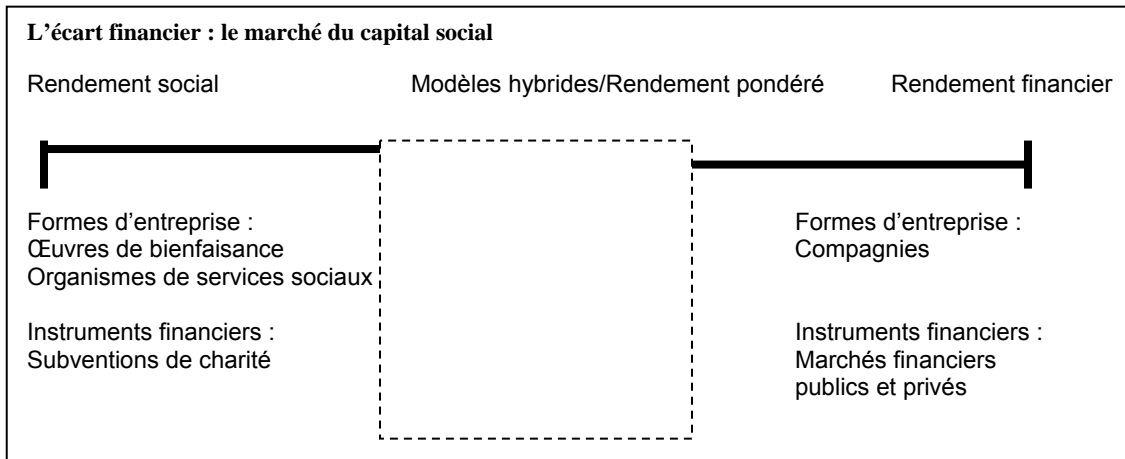 L’écart financier : le marché du capital social
Rendement social
Modèles hybrides/Rendement pondéré
Rendement financier
Formes d’entreprise :
Œuvres de bienfaisance
Organismes de services sociaux
Instruments financiers :
Subventions de charité
Formes d’entreprise :
Compagnies
Instruments financiers :
Marchés financiers
publics et privés